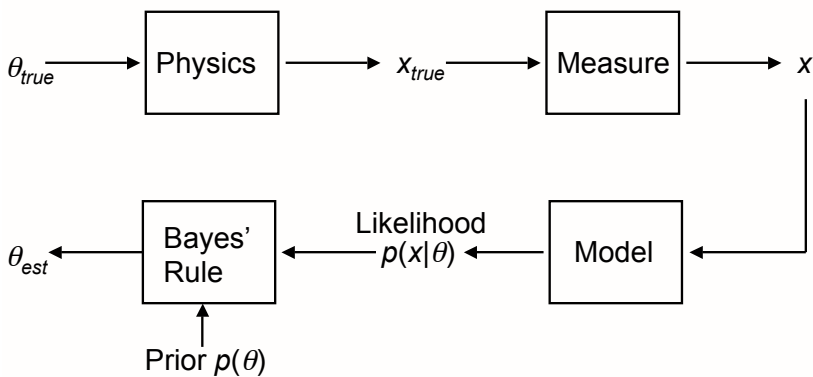 θtrue
Physics
xtrue
Measure
x
θest
Bayes’
Rule
Likelihood
p(x|θ)
Model
Prior p(θ)